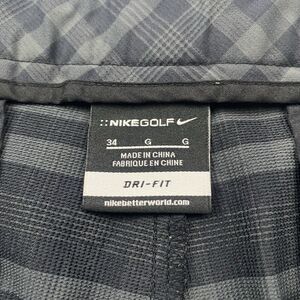 ::NIKEGOLF
34 G G
MADE IN CHINA
FABRIQUÉ EN CHINE
DRI-FIT
nikebetterworld.com